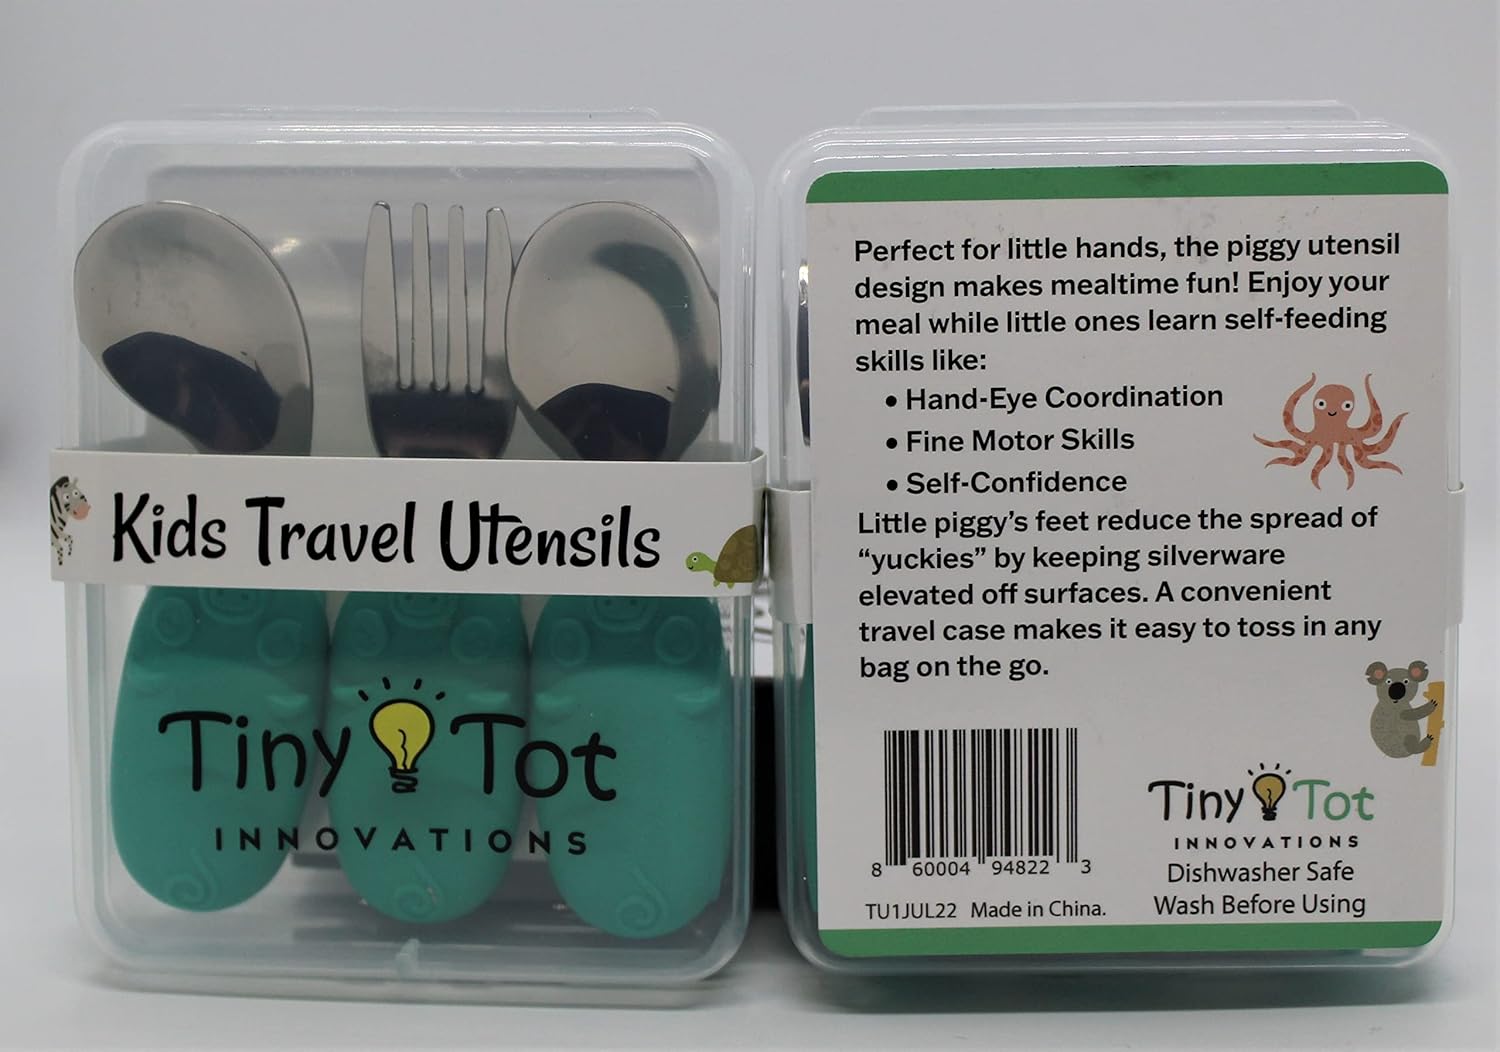 Kids Travel Utensils
Tiny Tot
INNOVATIONS
Perfect for little hands, the piggy utensil
design makes mealtime fun! Enjoy your
meal while little ones learn self-feeding
skills like:
• Hand-Eye Coordination
• Fine Motor Skills
• Self-Confidence
Little piggy's feet reduce the spread of
“yuckies” by keeping silverware
elevated off surfaces. A convenient
travel case makes it easy to toss in any
bag on the go.
8 60004 94822 3
TU1JUL22 Made in China.
Tiny Tot
INNOVATIONS
Dishwasher Safe
Wash Before Using